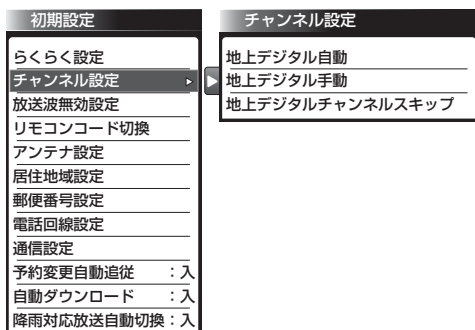 初期設定
らくらく設定
チャンネル設定
放送波無効設定
リモコンコード切換
アンテナ設定
居住地域設定
郵便番号設定
電話回線設定
通信設定
予約変更自動追従 ：入
自動ダウンロード ：入
降雨対応放送自動切換：入
チャンネル設定
地上デジタル自動
地上デジタル手動
地上デジタルチャンネルスキップ